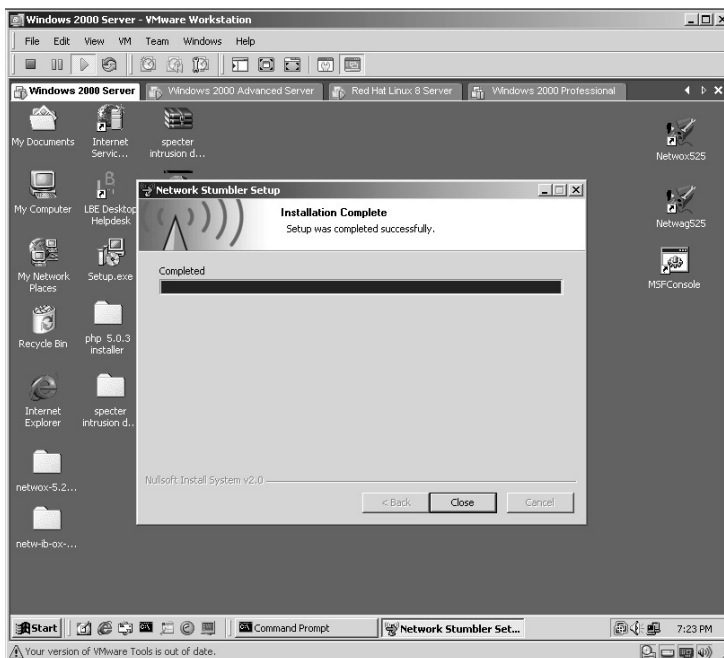 Windows 2000 Server - VMware Workstation
File Edit View VM Team Windows Help
Windows 2000 Server Windows 2000 Advanced Server Red Hat Linux 8 Server Windows 2000 Professional
My Documents
Internet Servic...
specter intrusion d...
Netwox525
My Computer
LBE Desktop Helpdesk
Netwag525
My Network Places
Setup.exe
MSFConsole
Recycle Bin
php 5.0.3 installer
Internet Explorer
specter intrusion d...
netwox-5.2...
netw-ib-ox-...
Network Stumbler Setup
Installation Complete
Setup was completed successfully.
Completed
Nullsoft Install System v2.0
< Back Close Cancel
Start Command Prompt Network Stumbler Set... 7:23 PM
Your version of VMware Tools is out of date.